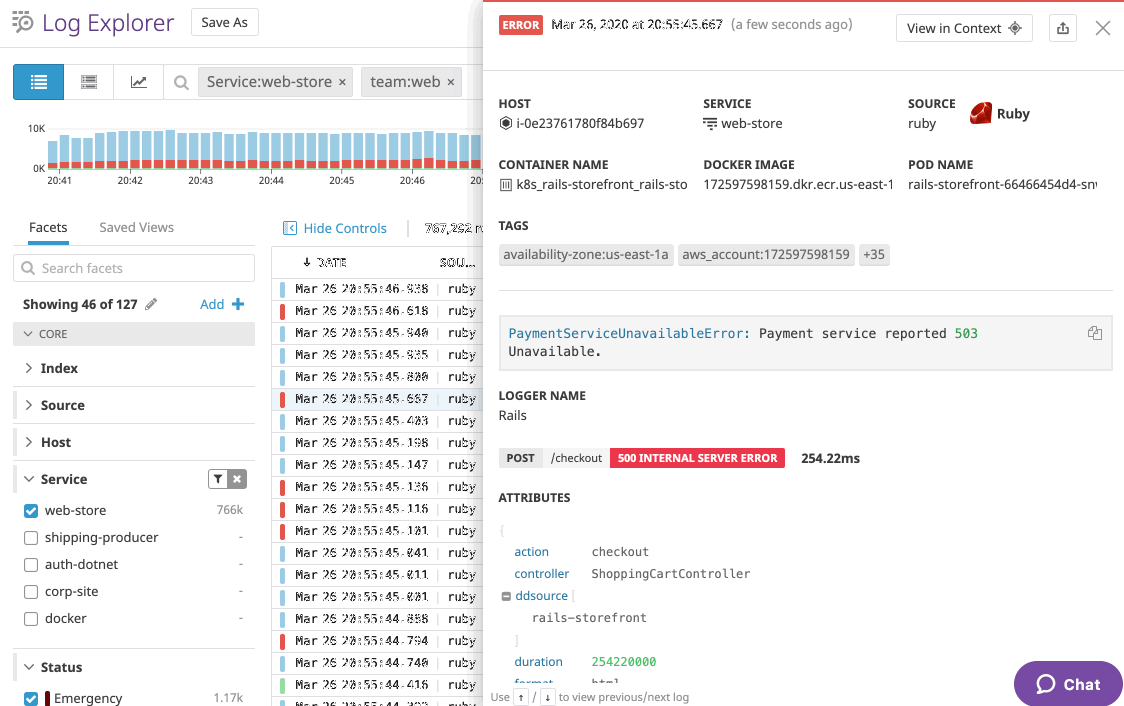 Log Explorer
Save As
Service:web-store ×
team:web ×
10K
0K
20:41
20:42
20:43
20:44
20:45
20:46
Facets
Saved Views
Search facets
Showing 46 of 127
Add +
CORE
Index
Source
Host
Service
web-store 766k
shipping-producer -
auth-dotnet -
corp-site -
docker -
Status
Emergency 1.17k
Hide Controls
↓ DATE SOU...
Mar 26 20:55:46.938 ruby
Mar 26 20:55:46.618 ruby
Mar 26 20:55:45.940 ruby
Mar 26 20:55:45.935 ruby
Mar 26 20:55:45.800 ruby
Mar 26 20:55:45.667 ruby
Mar 26 20:55:45.403 ruby
Mar 26 20:55:45.198 ruby
Mar 26 20:55:45.147 ruby
Mar 26 20:55:45.136 ruby
Mar 26 20:55:45.116 ruby
Mar 26 20:55:45.101 ruby
Mar 26 20:55:45.041 ruby
Mar 26 20:55:45.011 ruby
Mar 26 20:55:45.001 ruby
Mar 26 20:55:44.868 ruby
Mar 26 20:55:44.794 ruby
Mar 26 20:55:44.740 ruby
Mar 26 20:55:44.416 ruby
ERROR Mar 26, 2020 at 20:55:45.667 (a few seconds ago)
View in Context
HOST
i-0e23761780f84b697
SERVICE
web-store
SOURCE
ruby
Ruby
CONTAINER NAME
k8s_rails-storefront_rails-sto
DOCKER IMAGE
172597598159.dkr.ecr.us-east-1
POD NAME
rails-storefront-66466454d4-sn
TAGS
availability-zone:us-east-1a aws_account:172597598159 +35
PaymentServiceUnavailableError: Payment service reported 503
Unavailable.
LOGGER NAME
Rails
POST /checkout 500 INTERNAL SERVER ERROR 254.22ms
ATTRIBUTES
{
action checkout
controller ShoppingCartController
ddsource [
rails-storefront
]
duration 254220000
format html
Use ↑ / ↓ to view previous/next log
Chat